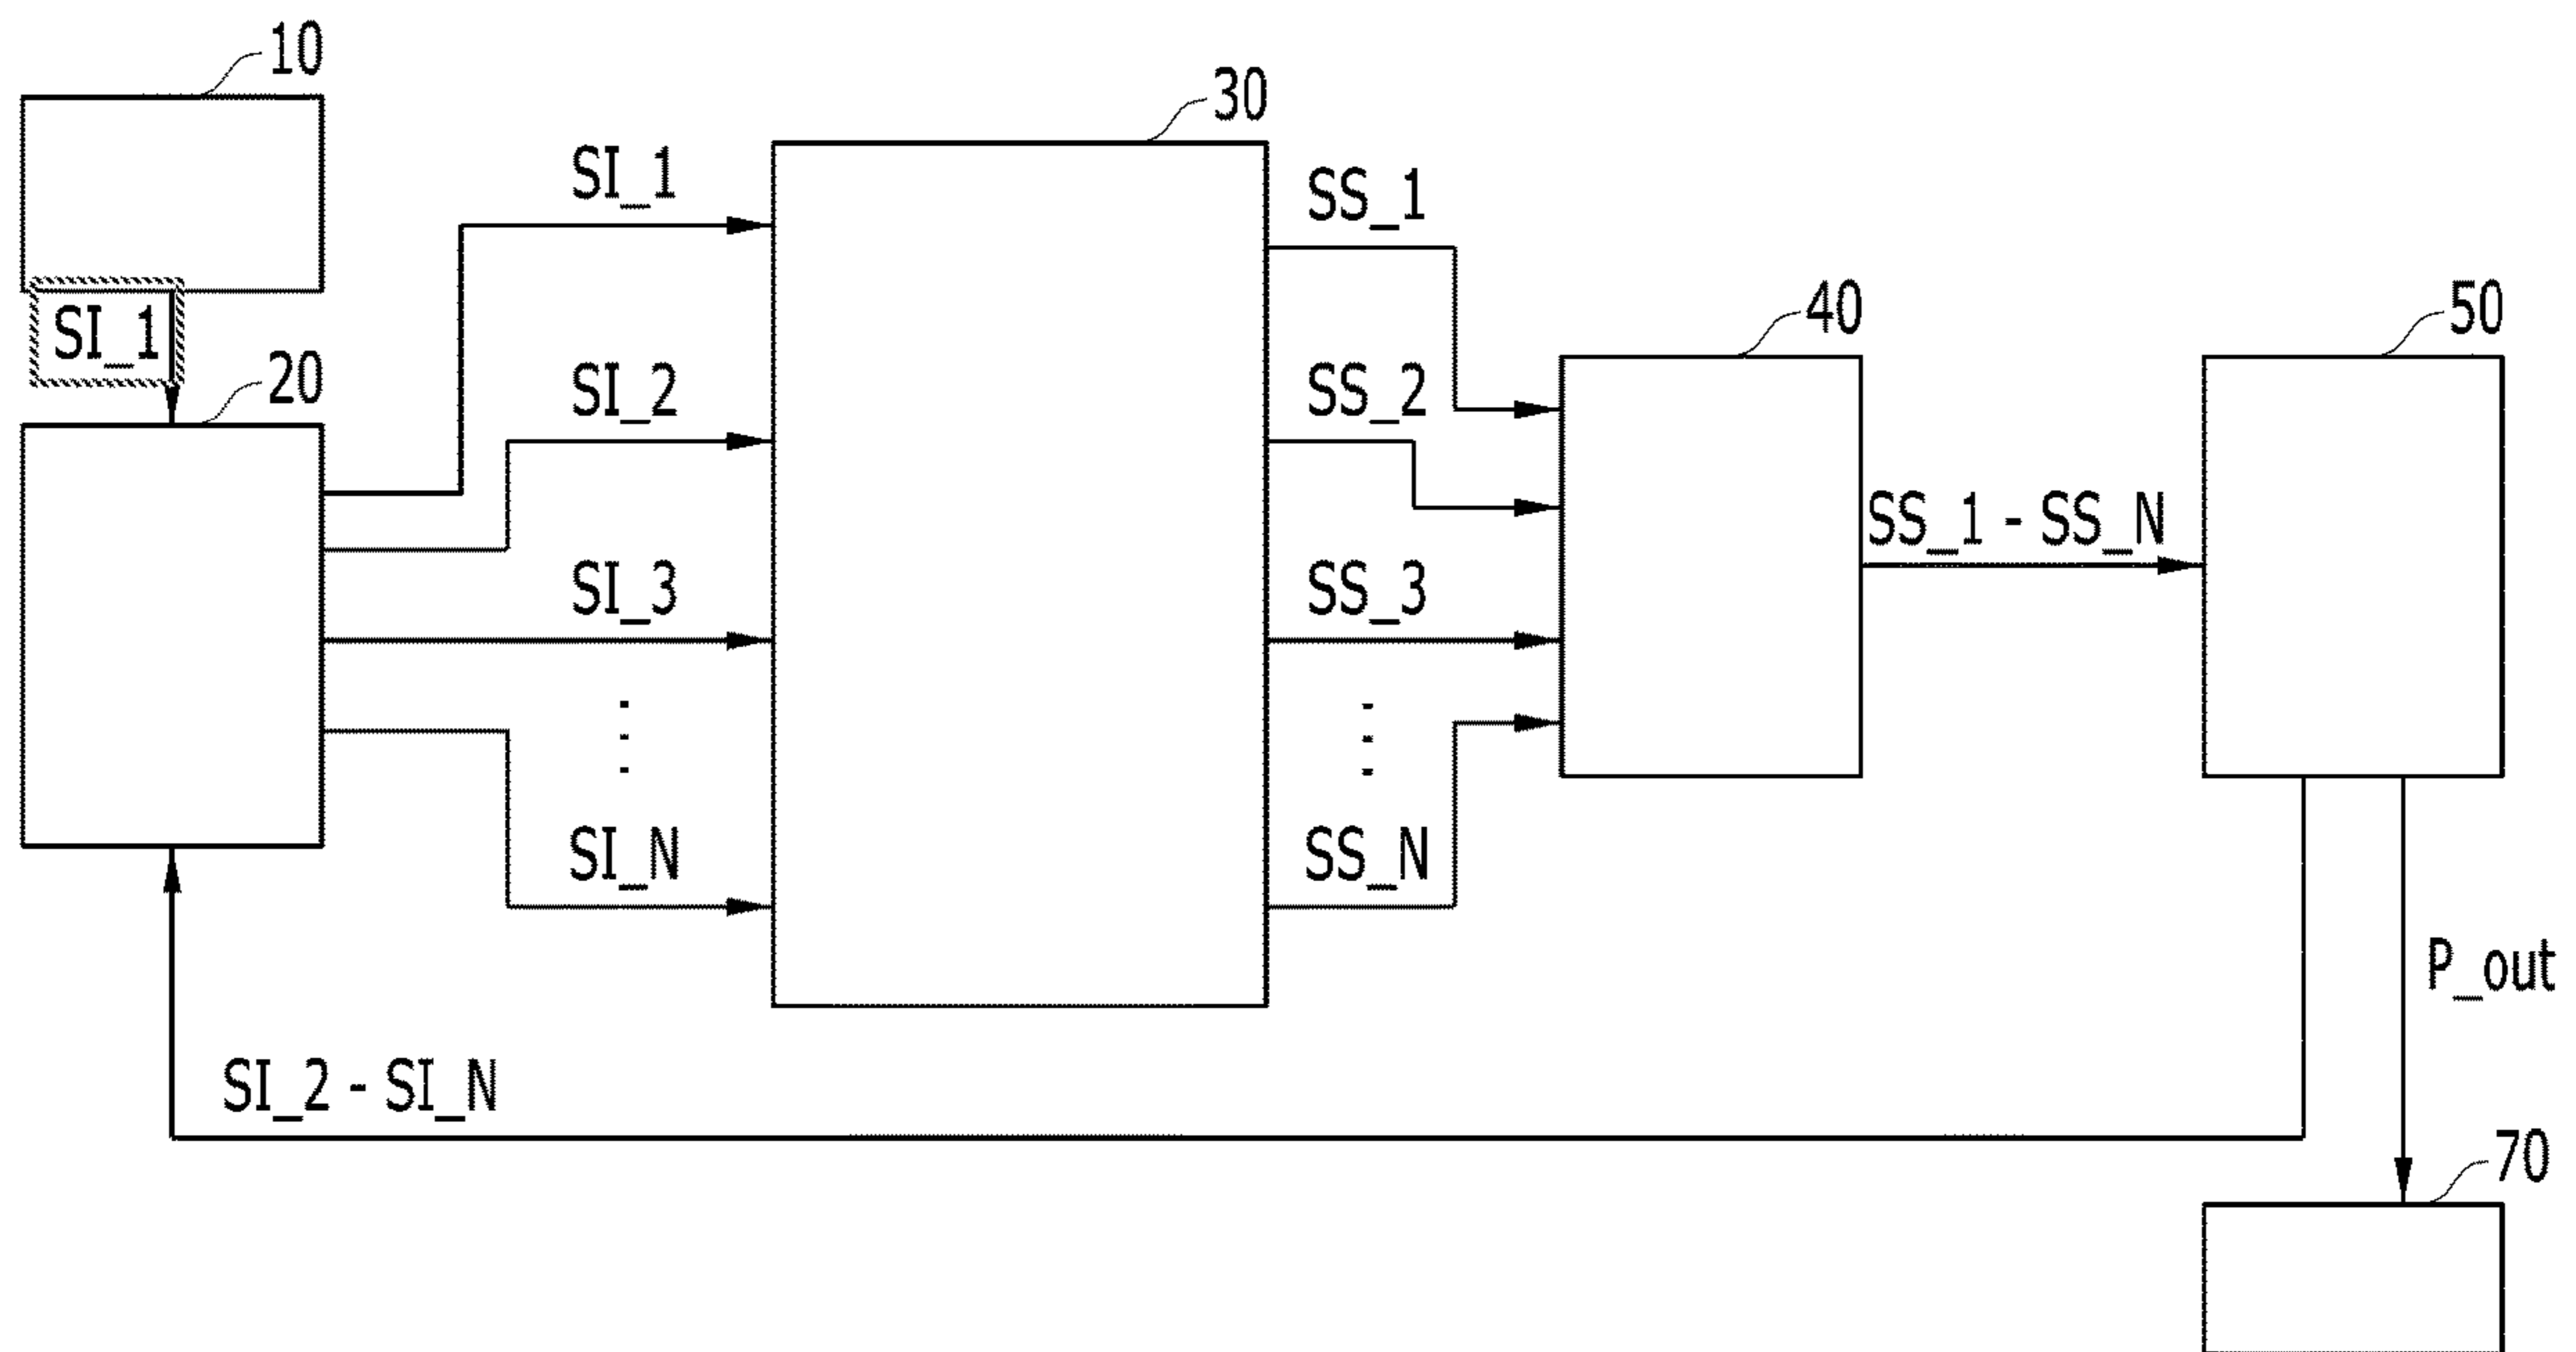 10
30
SI_1
SS_1
SI_1
40
50
20
SI_2
SS_2
SS_1 - SS_N
SI_3
SS_3
SI_N
SS_N
P_out
SI_2 - SI_N
70